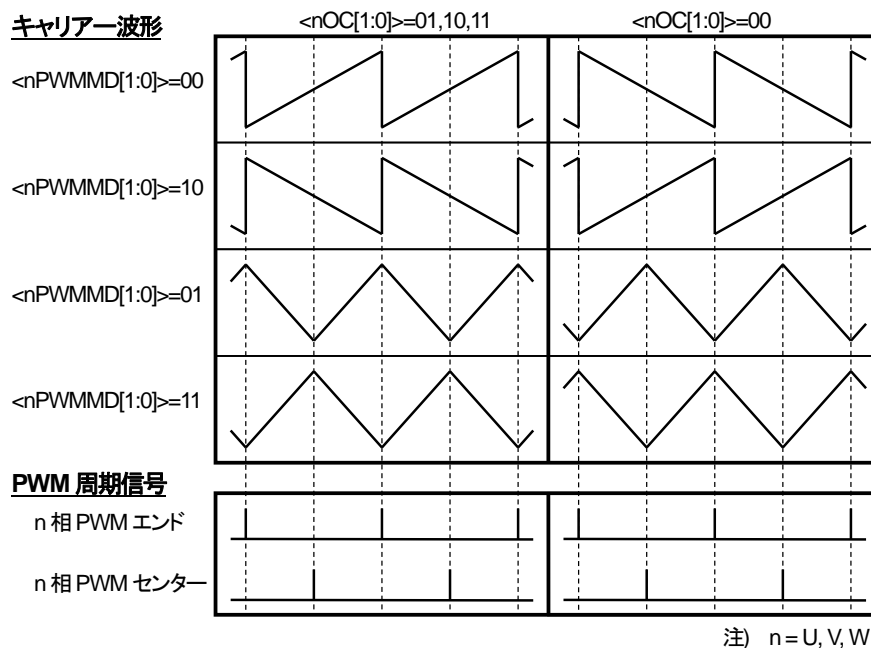 キャリアー波形
<nOC[1:0]>=01,10,11
<nOC[1:0]>=00
<nPWMMD[1:0]>=00
<nPWMMD[1:0]>=10
<nPWMMD[1:0]>=01
<nPWMMD[1:0]>=11
PWM 周期信号
n 相 PWM エンド
n 相 PWM センター
注) n = U, V, W